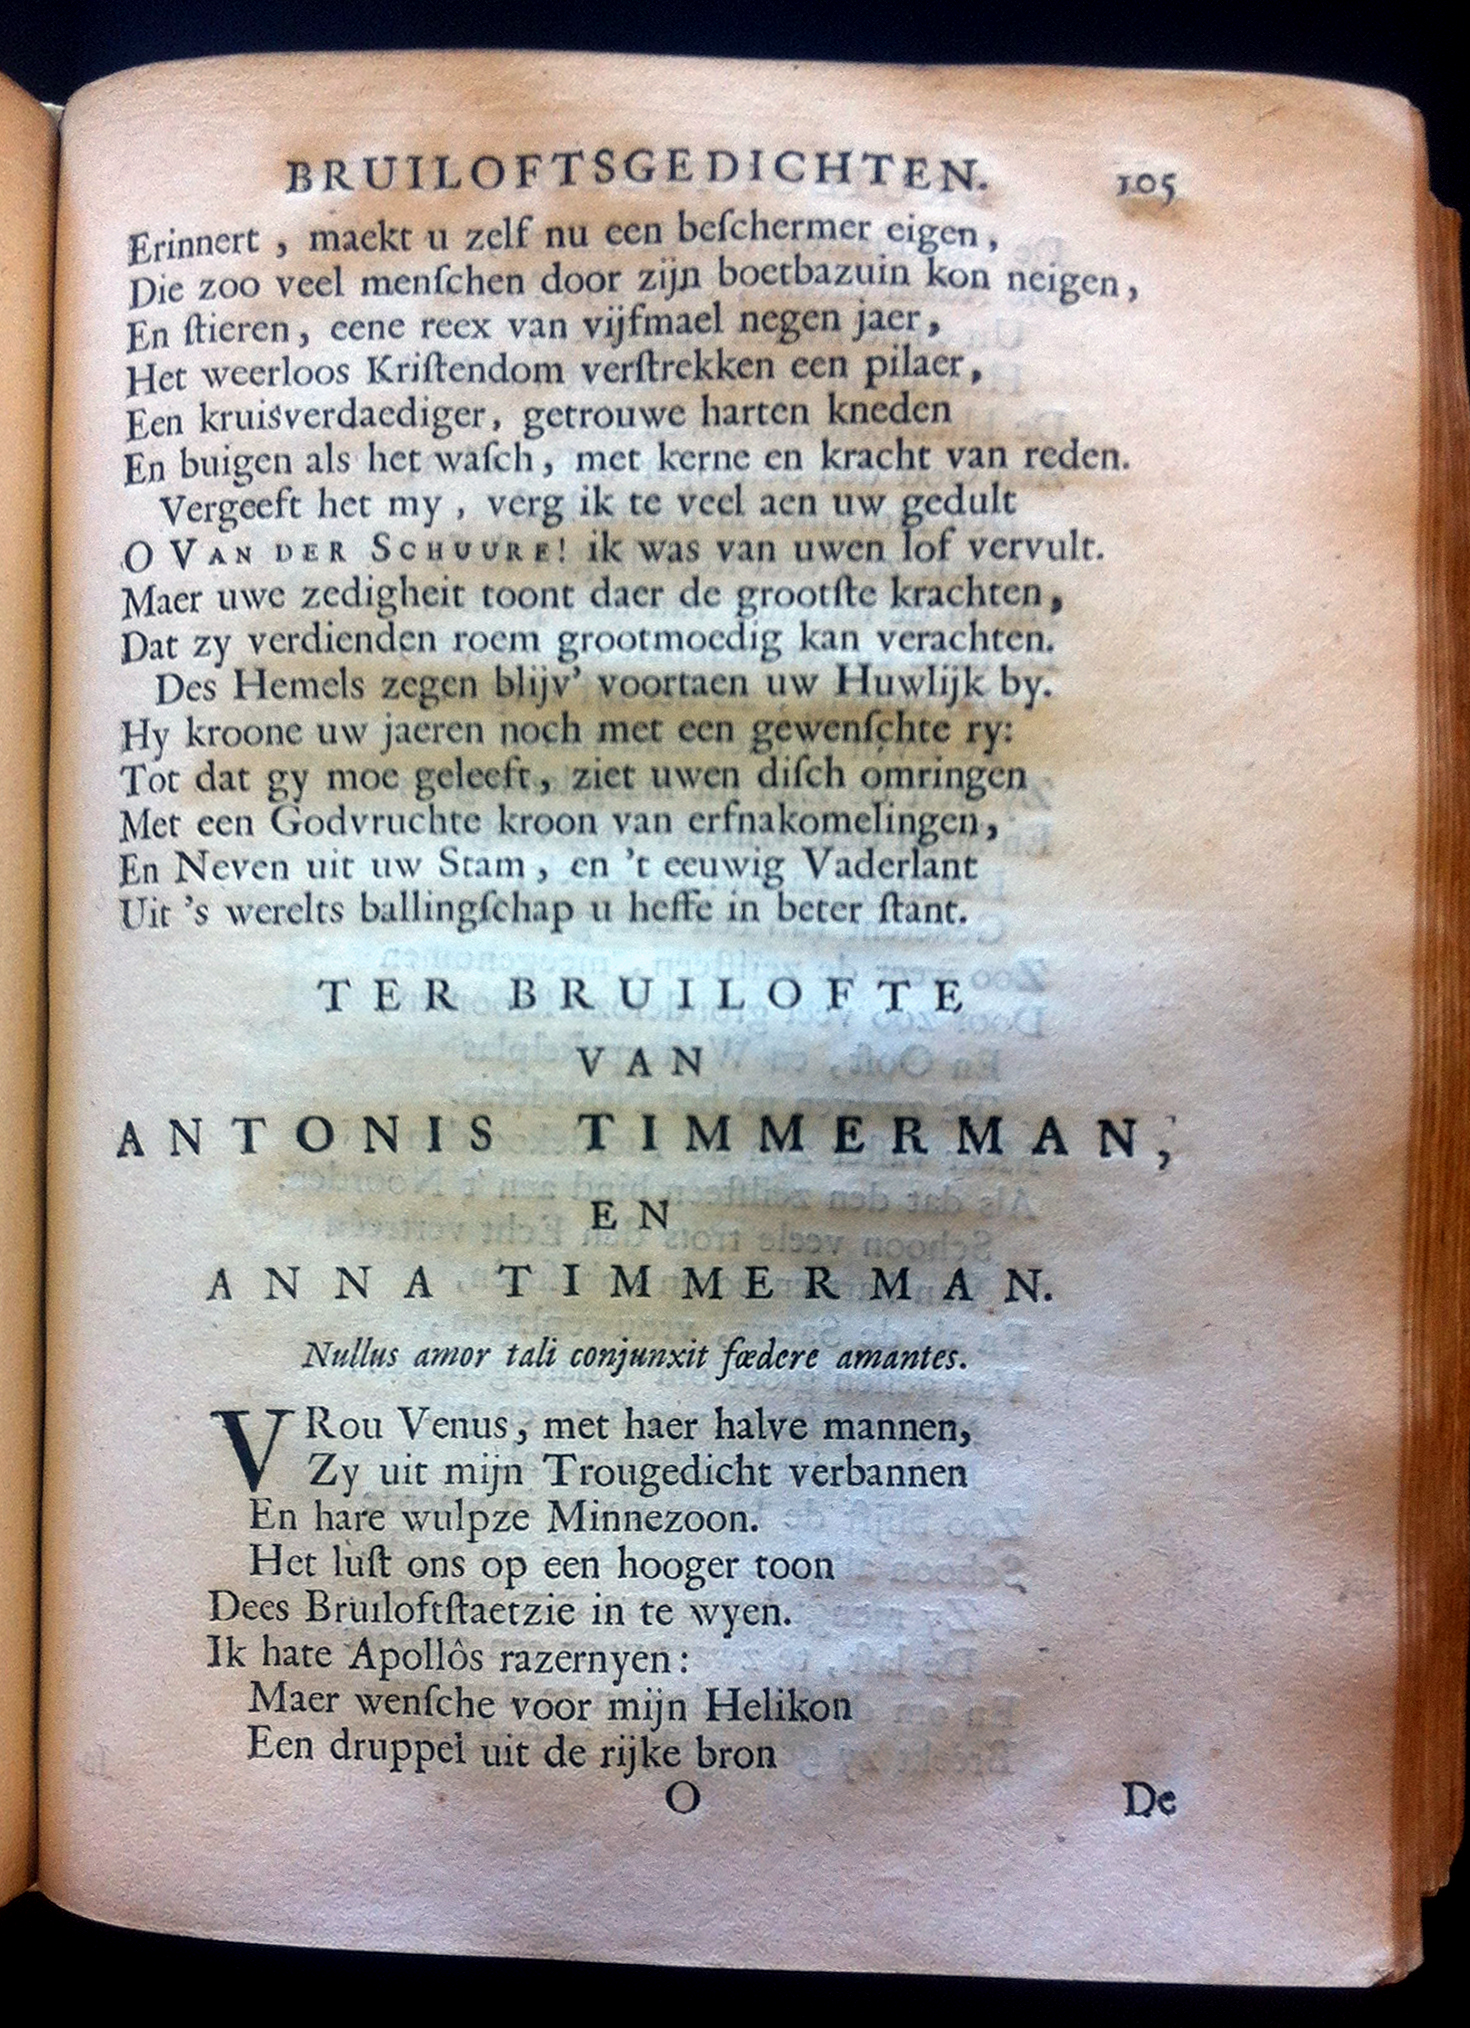 BRUILOFTSGEDICHTEN. 105
Erinnert, maekt u zelf nu een beſchermer eigen,
Die zoo veel menſchen door zijn boetbazuin kon neigen,
En ſtieren, eene reex van vijfmael negen jaer,
Het weerloos Kriſtendom verſtrekken een pilaer,
Een kruisverdaediger, getrouwe harten kneden
En buigen als het waſch, met kerne en kracht van reden.
Vergeeft het my, verg ik te veel aen uw gedult
O VAN DER SCHUURE! ik was van uwen lof vervult.
Maer uwe zedigheit toont daer de grootſte krachten,
Dat zy verdienden roem grootmoedig kan verachten.
Des Hemels zegen blijv' voortaen uw Huwlijk by.
Hy kroone uw jaeren noch met een gewenſchte ry:
Tot dat gy moe geleeft, ziet uwen diſch omringen
Met een Godvruchte kroon van erfnakomelingen,
En Neven uit uw Stam, en 't eeuwig Vaderlant
Uit 's werelts ballingſchap u heffe in beter ſtant.
TER BRUILOFTE
VAN
ANTONIS TIMMERMAN,
EN
ANNA TIMMERMAN.
Nullus amor tali conjunxit fœdere amantes.
VRou Venus, met haer halve mannen,
Zy uit mijn Trougedicht verbannen
En hare wulpze Minnezoon.
Het luſt ons op een hooger toon
Dees Bruiloftſtaetzie in te wyen.
Ik hate Apollôs razernyen:
Maer wenſche voor mijn Helikon
Een druppel uit de rijke bron
O De